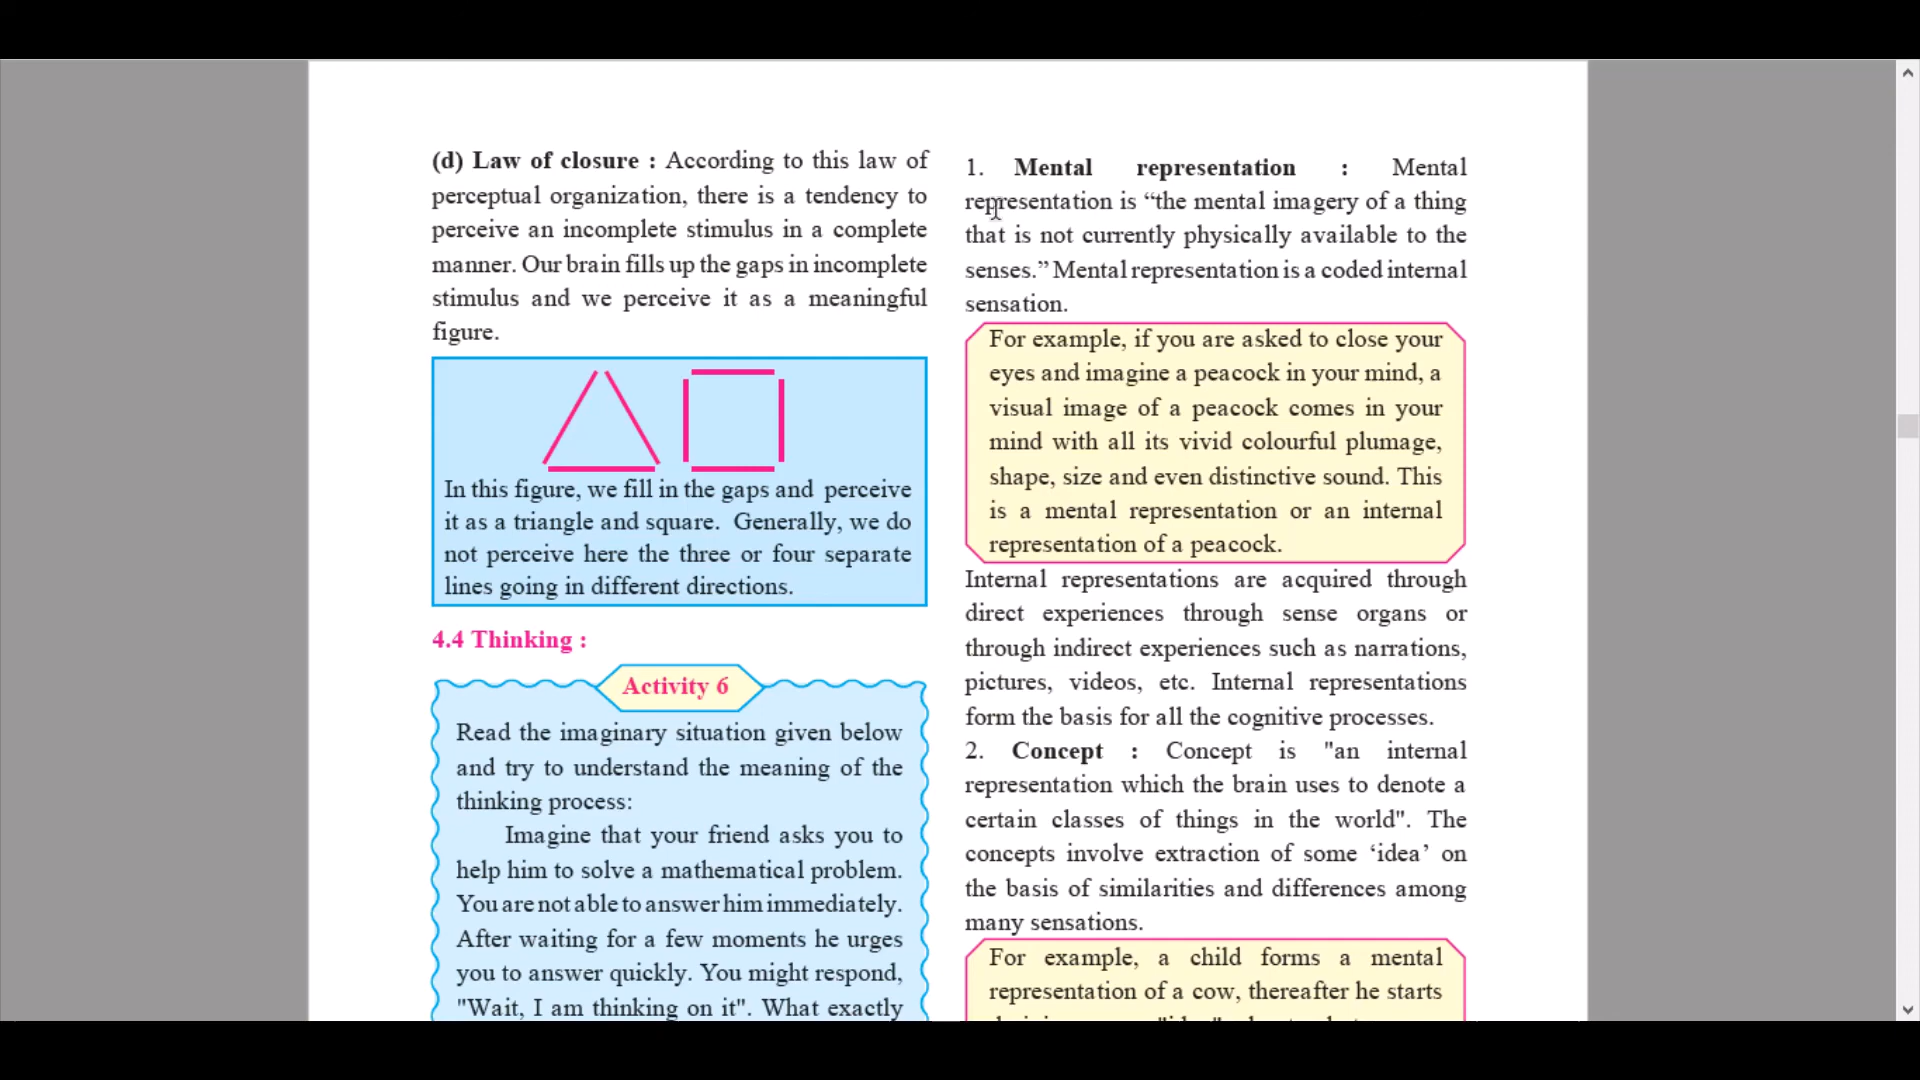 (d) Law of closure : According to this law of
perceptual organization, there is a tendency to
perceive an incomplete stimulus in a complete
manner. Our brain fills up the gaps in incomplete
stimulus and we perceive it as a meaningful
figure.
In this figure, we fill in the gaps and perceive
it as a triangle and square. Generally, we do
not perceive here the three or four separate
lines going in different directions.
4.4 Thinking :
Activity 6
Read the imaginary situation given below
and try to understand the meaning of the
thinking process:
Imagine that your friend asks you to
help him to solve a mathematical problem.
You are not able to answer him immediately.
After waiting for a few moments he urges
you to answer quickly. You might respond,
"Wait, I am thinking on it". What exactly
1. Mental representation : Mental
representation is “the mental imagery of a thing
that is not currently physically available to the
senses.” Mental representation is a coded internal
sensation.
For example, if you are asked to close your
eyes and imagine a peacock in your mind, a
visual image of a peacock comes in your
mind with all its vivid colourful plumage,
shape, size and even distinctive sound. This
is a mental representation or an internal
representation of a peacock.
Internal representations are acquired through
direct experiences through sense organs or
through indirect experiences such as narrations,
pictures, videos, etc. Internal representations
form the basis for all the cognitive processes.
2. Concept : Concept is "an internal
representation which the brain uses to denote a
certain classes of things in the world". The
concepts involve extraction of some ‘idea’ on
the basis of similarities and differences among
many sensations.
For example, a child forms a mental
representation of a cow, thereafter he starts